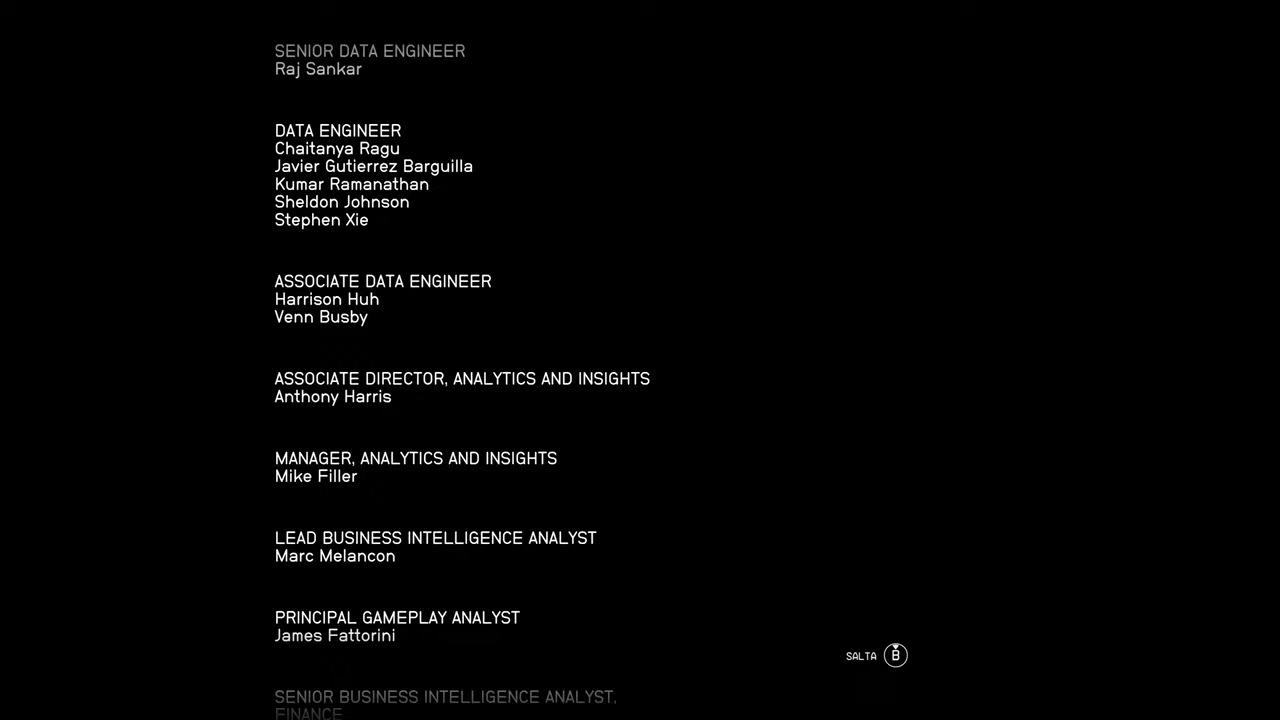 SENIOR DATA ENGINEER
Raj Sankar
DATA ENGINEER
Chaitanya Ragu
Javier Gutierrez Barguilla
Kumar Ramanathan
Sheldon Johnson
Stephen Xie
ASSOCIATE DATA ENGINEER
Harrison Huh
Venn Busby
ASSOCIATE DIRECTOR, ANALYTICS AND INSIGHTS
Anthony Harris
MANAGER, ANALYTICS AND INSIGHTS
Mike Filler
LEAD BUSINESS INTELLIGENCE ANALYST
Marc Melancon
PRINCIPAL GAMEPLAY ANALYST
James Fattorini
SALTA B
SENIOR BUSINESS INTELLIGENCE ANALYST,
FINANCE